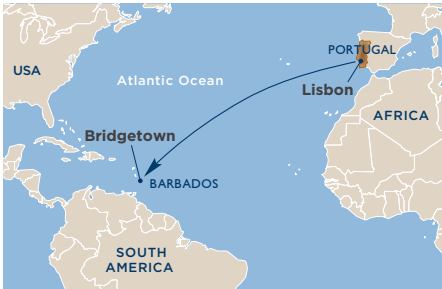 PORTUGAL
USA
Atlantic Ocean
Lisbon
AFRICA
Bridgetown
BARBADOS
SOUTH
AMERICA